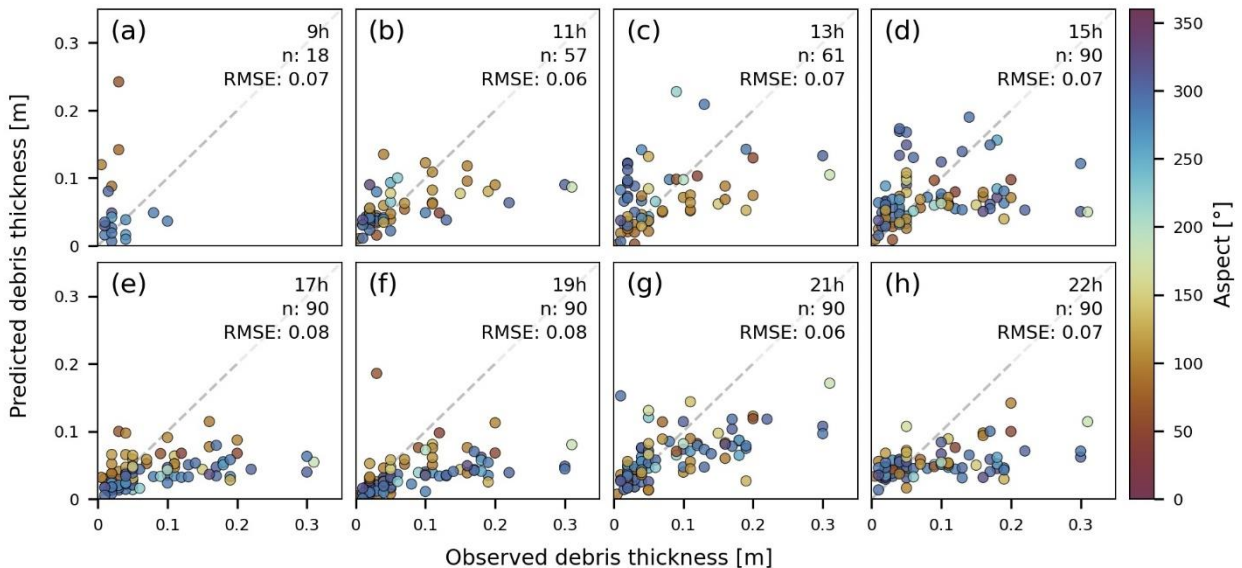 (a)
9h
n: 18
RMSE: 0.07
(b)
11h
n: 57
RMSE: 0.06
(c)
13h
n: 61
RMSE: 0.07
(d)
15h
n: 90
RMSE: 0.07
0.3
0.2
0.1
0
(e)
17h
n: 90
RMSE: 0.08
(f)
19h
n: 90
RMSE: 0.08
(g)
21h
n: 90
RMSE: 0.06
(h)
22h
n: 90
RMSE: 0.07
0.3
0.2
0.1
0
0 0.1 0.2 0.3
0 0.1 0.2 0.3
0 0.1 0.2 0.3
0 0.1 0.2 0.3
Predicted debris thickness [m]
Observed debris thickness [m]
350
300
250
200
150
100
50
0
Aspect [°]